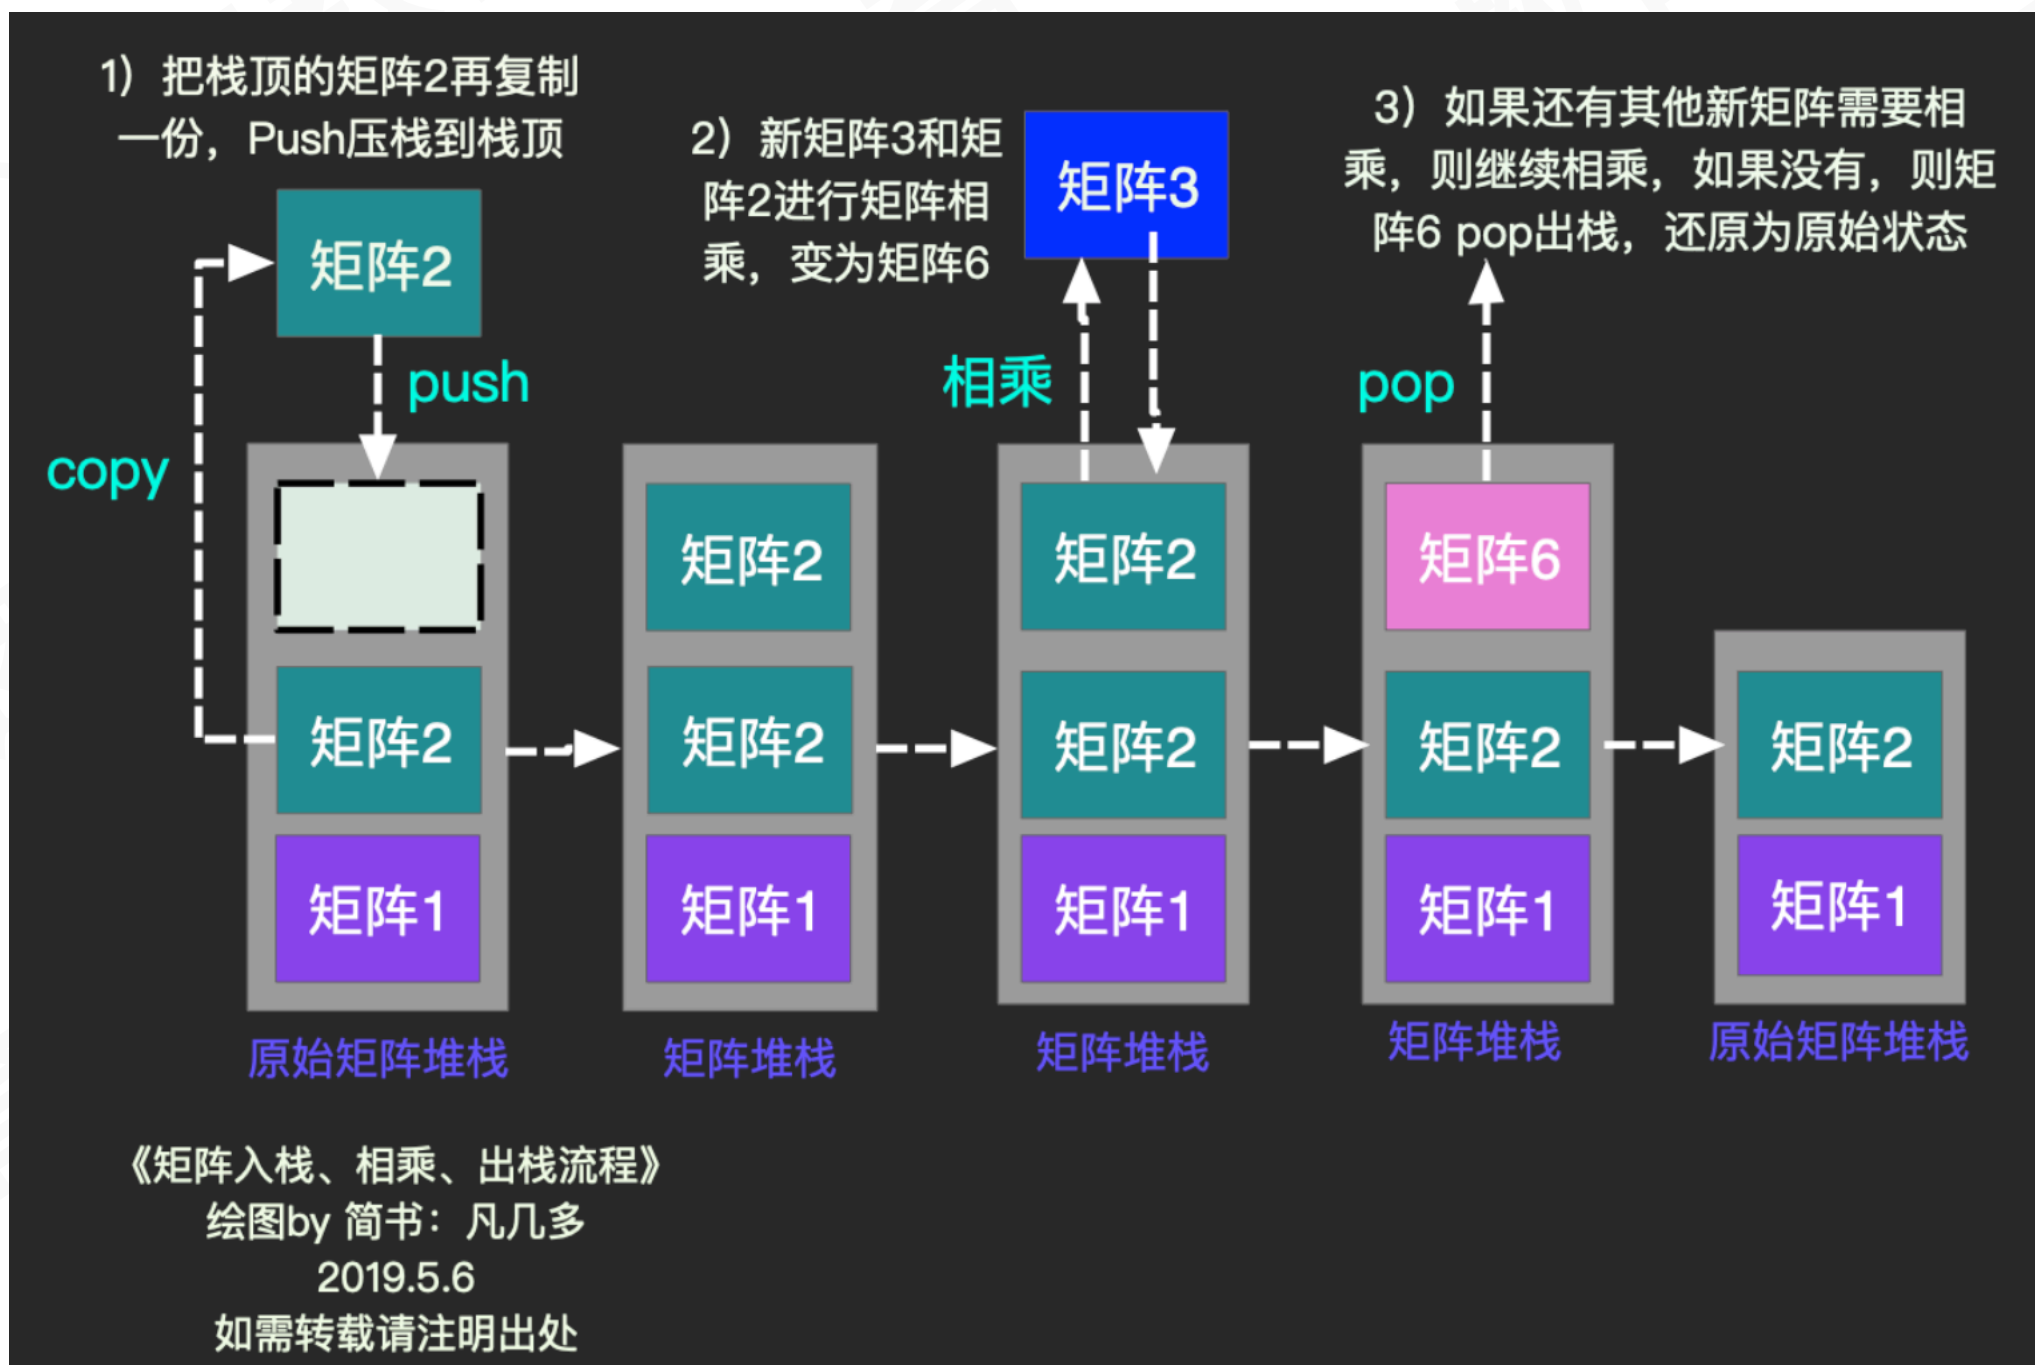 1）把栈顶的矩阵2再复制
一份，Push压栈到栈顶
2）新矩阵3和矩
阵2进行矩阵相
乘，变为矩阵6
矩阵3
3）如果还有其他新矩阵需要相
乘，则继续相乘，如果没有，则矩
阵6 pop出栈，还原为原始状态
矩阵2
push
copy
相乘
pop
矩阵2
矩阵1
原始矩阵堆栈
矩阵2
矩阵2
矩阵1
矩阵堆栈
矩阵2
矩阵2
矩阵1
矩阵堆栈
矩阵6
矩阵2
矩阵1
矩阵堆栈
矩阵2
矩阵1
原始矩阵堆栈
《矩阵入栈、相乘、出栈流程》
绘图by 简书：凡几多
2019.5.6
如需转载请注明出处